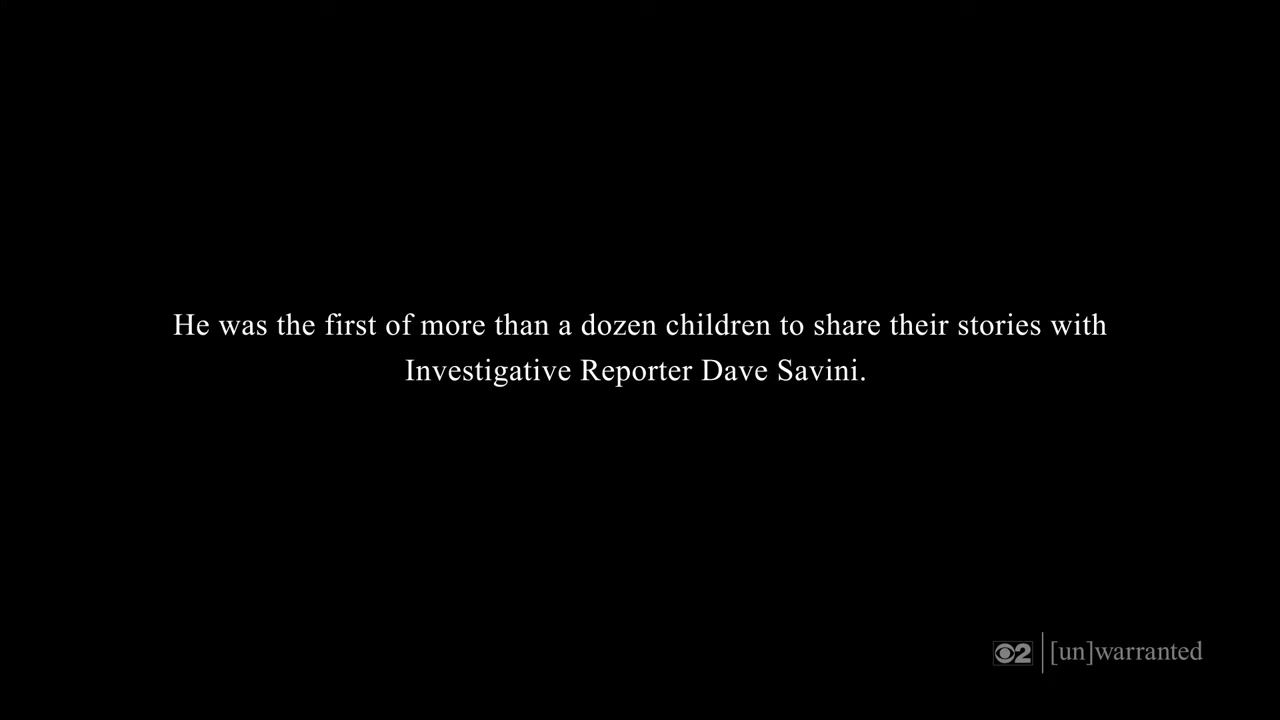 He was the first of more than a dozen children to share their stories with
Investigative Reporter Dave Savini.
2 [un]warranted